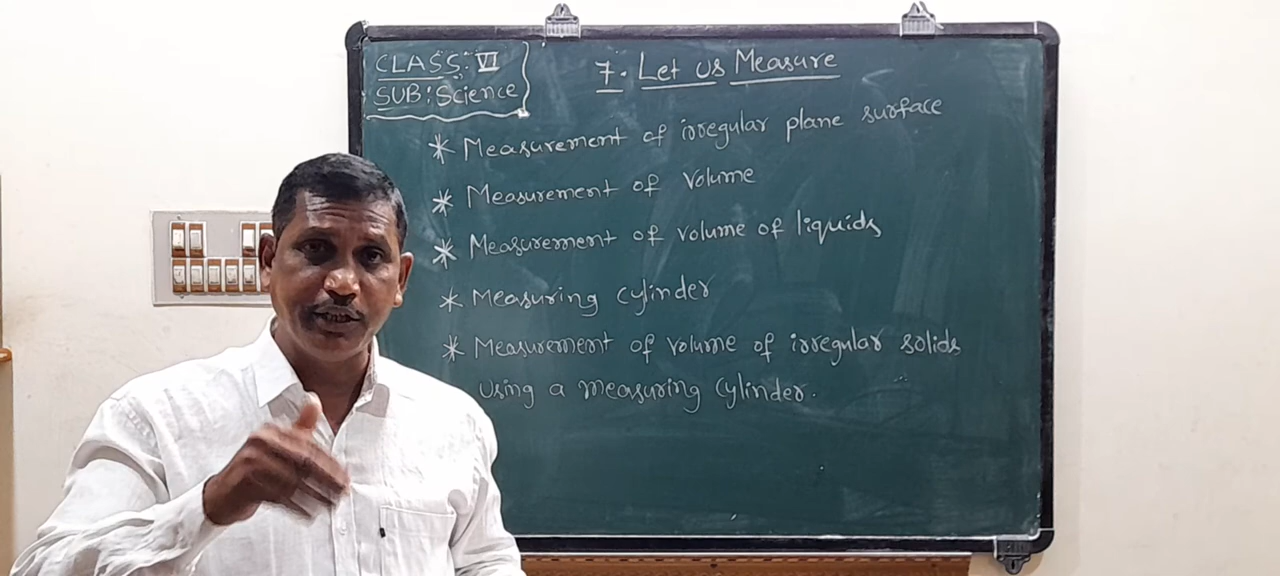 CLASS: VI
SUB: Science
7. Let us Measure
* Measurement of irregular plane surface
* Measurement of volume
* Measurement of volume of liquids
* Measuring cylinder
* Measurement of volume of irregular solids
using a measuring cylinder.